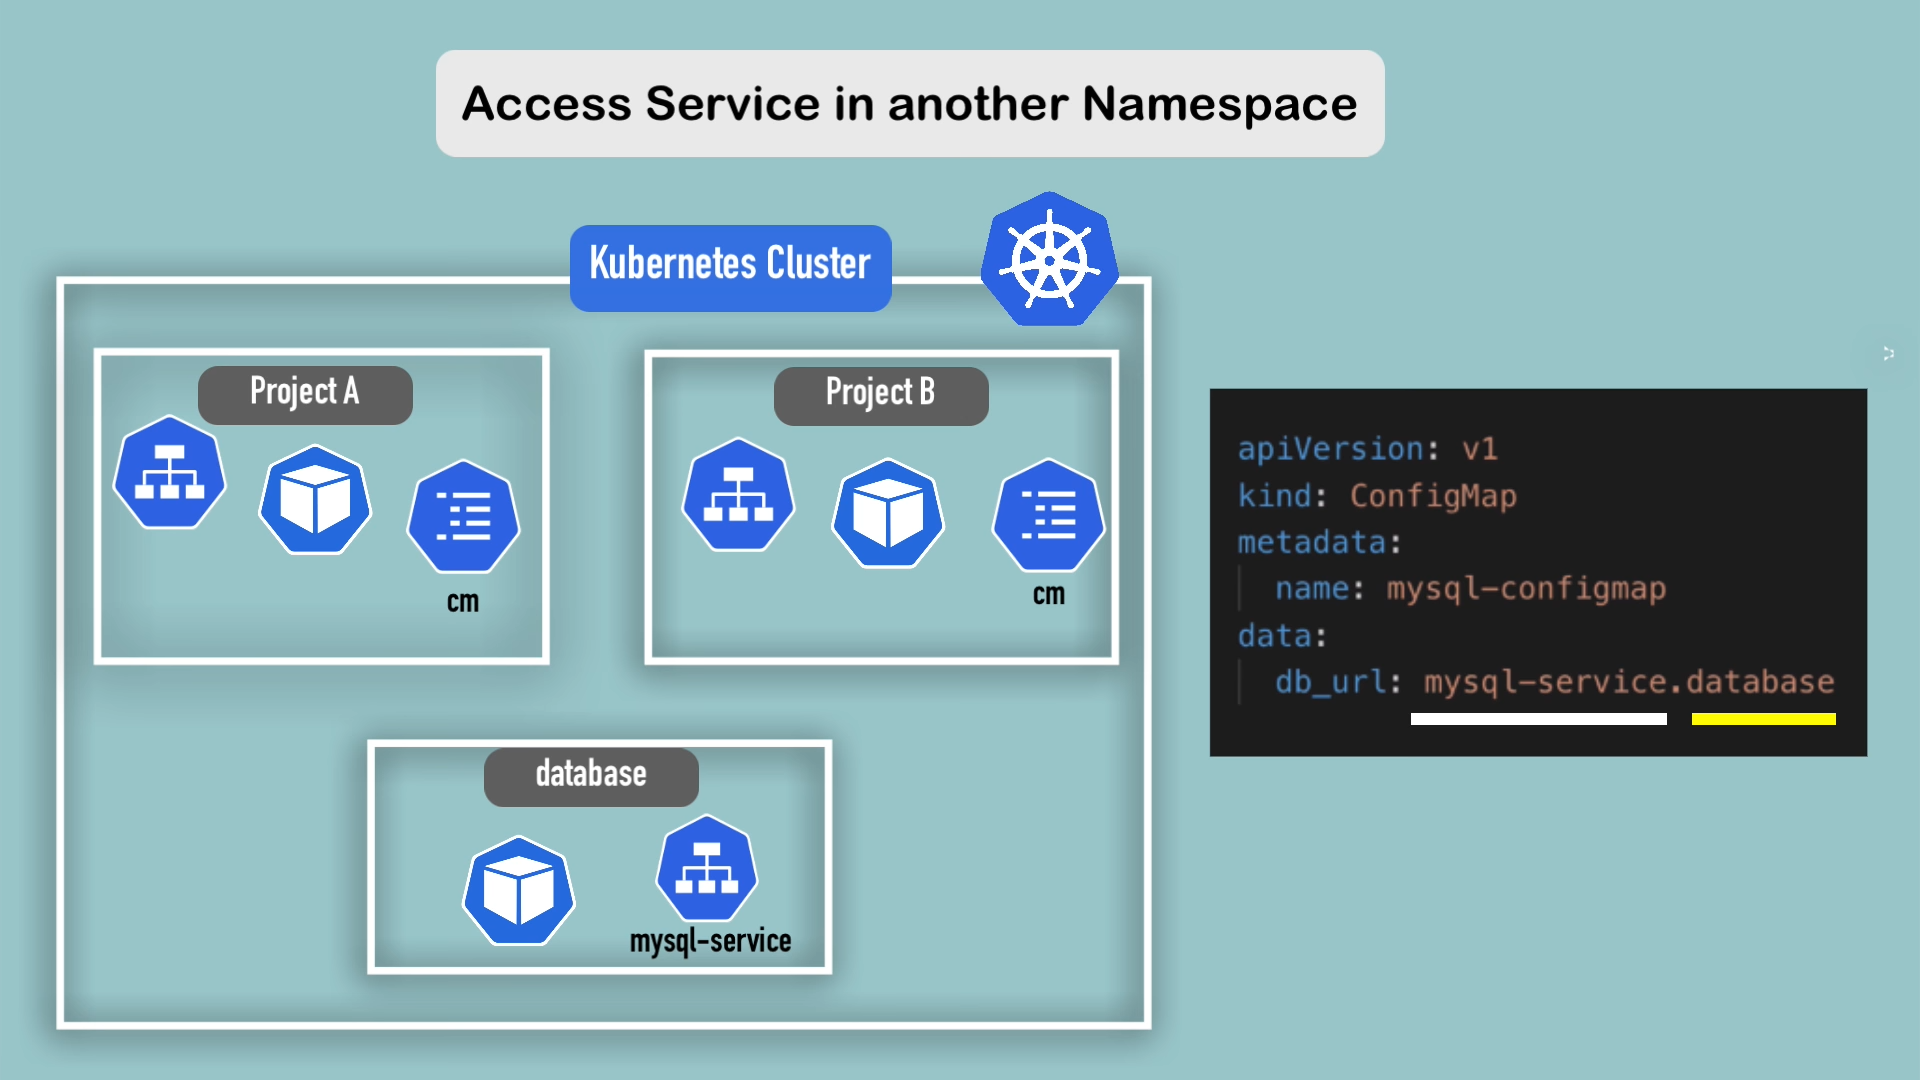 Access Service in another Namespace
Kubernetes Cluster
Project A
cm
Project B
cm
database
mysql-service
apiVersion: v1
kind: ConfigMap
metadata:
  name: mysql-configmap
data:
  db_url: mysql-service.database